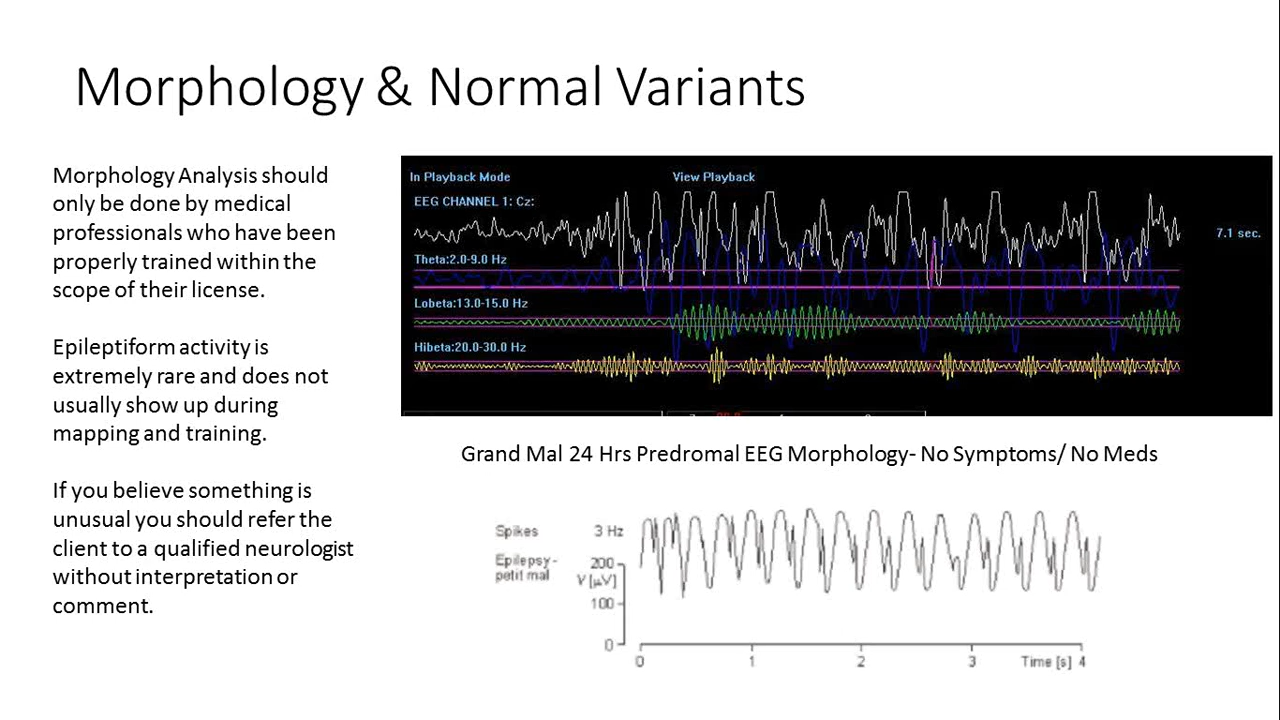 Morphology & Normal Variants
Morphology Analysis should
only be done by medical
professionals who have been
properly trained within the
scope of their license.
Epileptiform activity is
extremely rare and does not
usually show up during
mapping and training.
If you believe something is
unusual you should refer the
client to a qualified neurologist
without interpretation or
comment.
In Playback Mode
View Playback
EEG CHANNEL 1: Cz:
7.1 sec.
Theta:2.0-9.0 Hz
Lobeta:13.0-15.0 Hz
Hibeta:20.0-30.0 Hz
Grand Mal 24 Hrs Predromal EEG Morphology- No Symptoms/ No Meds
Spikes 3 Hz
Epilepsy-
petit mal
200
V [µV]
100
0
0 1 2 3 Time [s] 4